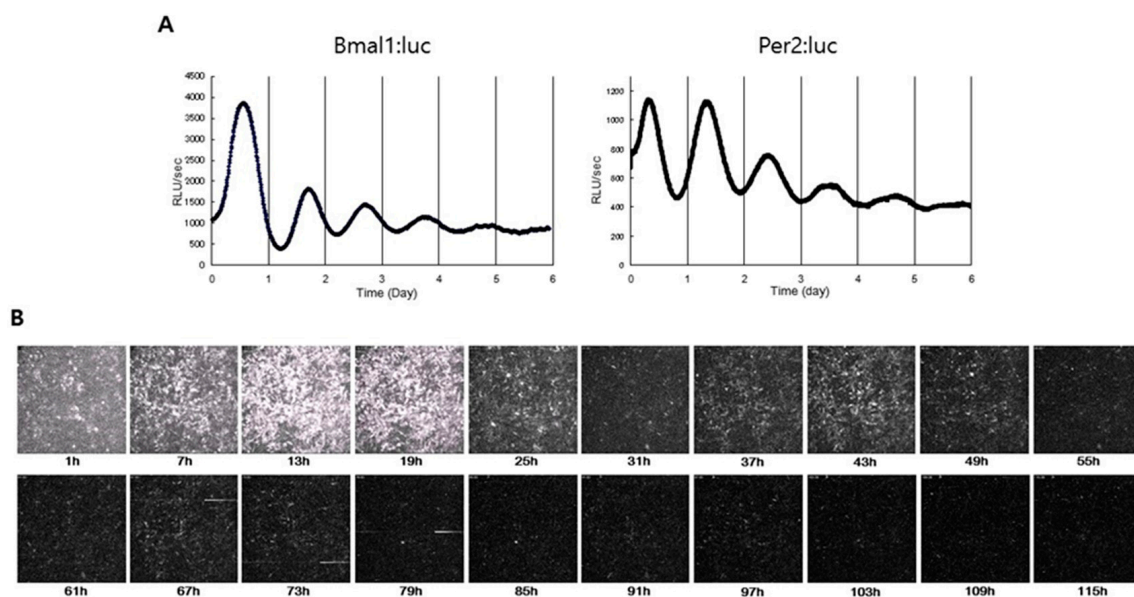 A
Bmal1:luc
Per2:luc
4500
4000
3500
3000
2500
2000
1500
1000
500
0
RLU/sec
0 1 2 3 4 5 6
Time (Day)
1200
1000
800
600
400
200
0
RLU/sec
0 1 2 3 4 5 6
Time (day)
B
1h 7h 13h 19h 25h 31h 37h 43h 49h 55h
61h 67h 73h 79h 85h 91h 97h 103h 109h 115h